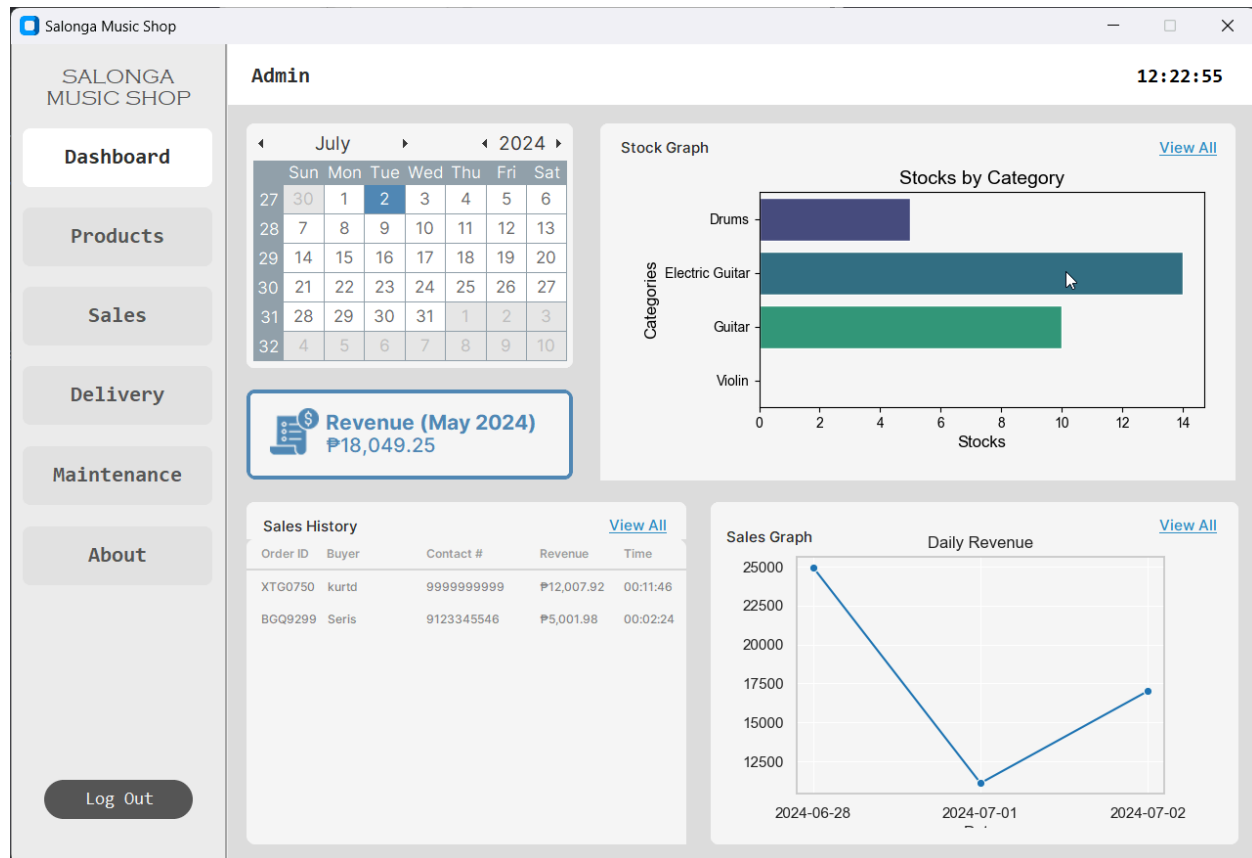 Salonga Music Shop
SALONGA
MUSIC SHOP
Dashboard
Products
Sales
Delivery
Maintenance
About
Log Out
Admin
12:22:55
July 2024
Sun Mon Tue Wed Thu Fri Sat
27 30 1 2 3 4 5 6
28 7 8 9 10 11 12 13
29 14 15 16 17 18 19 20
30 21 22 23 24 25 26 27
31 28 29 30 31 1 2 3
32 4 5 6 7 8 9 10
Revenue (May 2024)
₱18,049.25
Stock Graph
View All
Stocks by Category
Categories
Drums
Electric Guitar
Guitar
Violin
0 2 4 6 8 10 12 14
Stocks
Sales History
View All
Order ID Buyer Contact # Revenue Time
XTG0750 kurtd 9999999999 ₱12,007.92 00:11:46
BGQ9299 Seris 9123345546 ₱5,001.98 00:02:24
Sales Graph
View All
Daily Revenue
25000
22500
20000
17500
15000
12500
2024-06-28 2024-07-01 2024-07-02